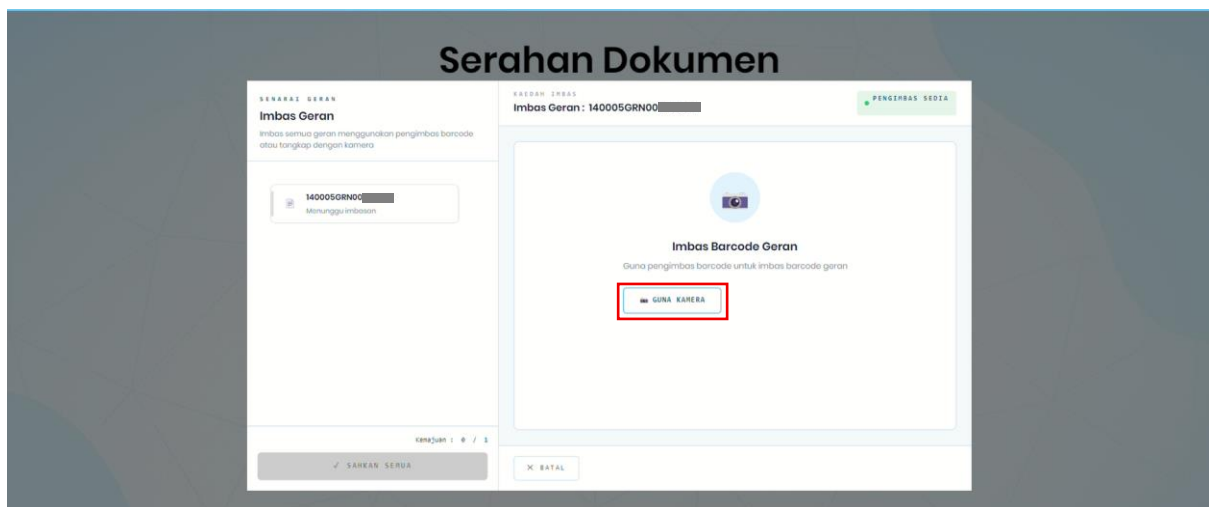 Serahan Dokumen
SENARAI GERAN
Imbas Geran
Imbas semua geran menggunakan pengimbas barcode
atau tangkap dengan kamera
140005GRN00
Menunggu imbasan
Kemajuan : 0 / 1
✓ SAHKAN SEMUA
KAEDAH IMBAS
Imbas Geran : 140005GRN00
PENGIMBAS SEDIA
Imbas Barcode Geran
Guna pengimbas barcode untuk imbas barcode geran
GUNA KAMERA
✕ BATAL